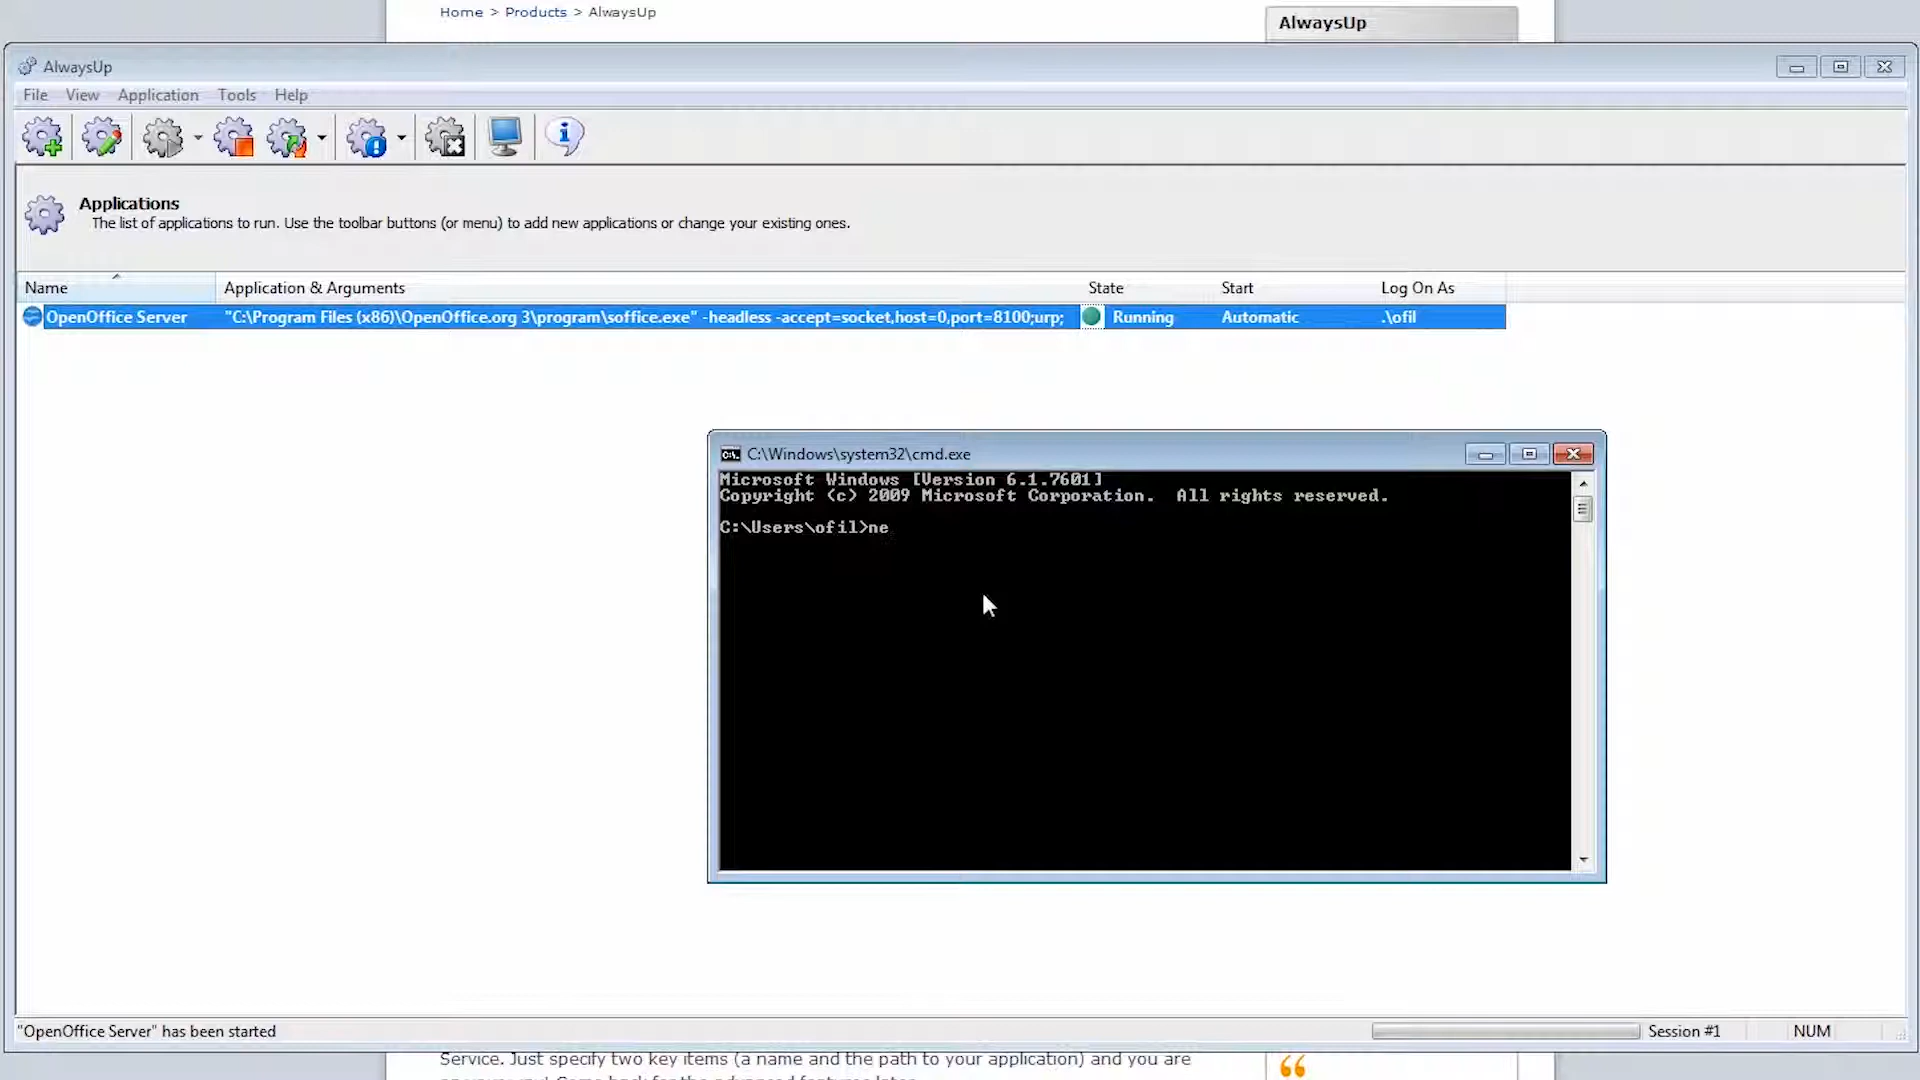 Home > Products > AlwaysUp
AlwaysUp
AlwaysUp
File View Application Tools Help
Applications
The list of applications to run. Use the toolbar buttons (or menu) to add new applications or change your existing ones.
Name Application & Arguments State Start Log On As
OpenOffice Server "C:\Program Files (x86)\OpenOffice.org 3\program\soffice.exe" -headless -accept=socket,host=0,port=8100;urp; Running Automatic .\ofil
C:\Windows\system32\cmd.exe
Microsoft Windows [Version 6.1.7601]
Copyright (c) 2009 Microsoft Corporation. All rights reserved.
C:\Users\ofil>ne
"OpenOffice Server" has been started
Session #1 NUM
Service. Just specify two key items (a name and the path to your application) and you are